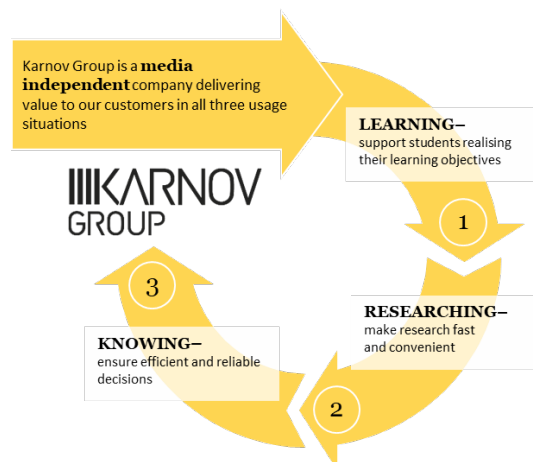 Karnov Group is a media
independent company delivering
value to our customers in all three usage
situations
LEARNING–
support students realising
their learning objectives
1
KARNOV
GROUP
RESEARCHING–
make research fast
and convenient
2
3
KNOWING–
ensure efficient and reliable
decisions